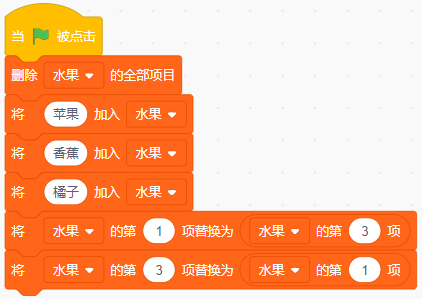 当 被点击
删除 水果 的全部项目
将 苹果 加入 水果
将 香蕉 加入 水果
将 橘子 加入 水果
将 水果 的第 1 项替换为 水果 的第 3 项
将 水果 的第 3 项替换为 水果 的第 1 项